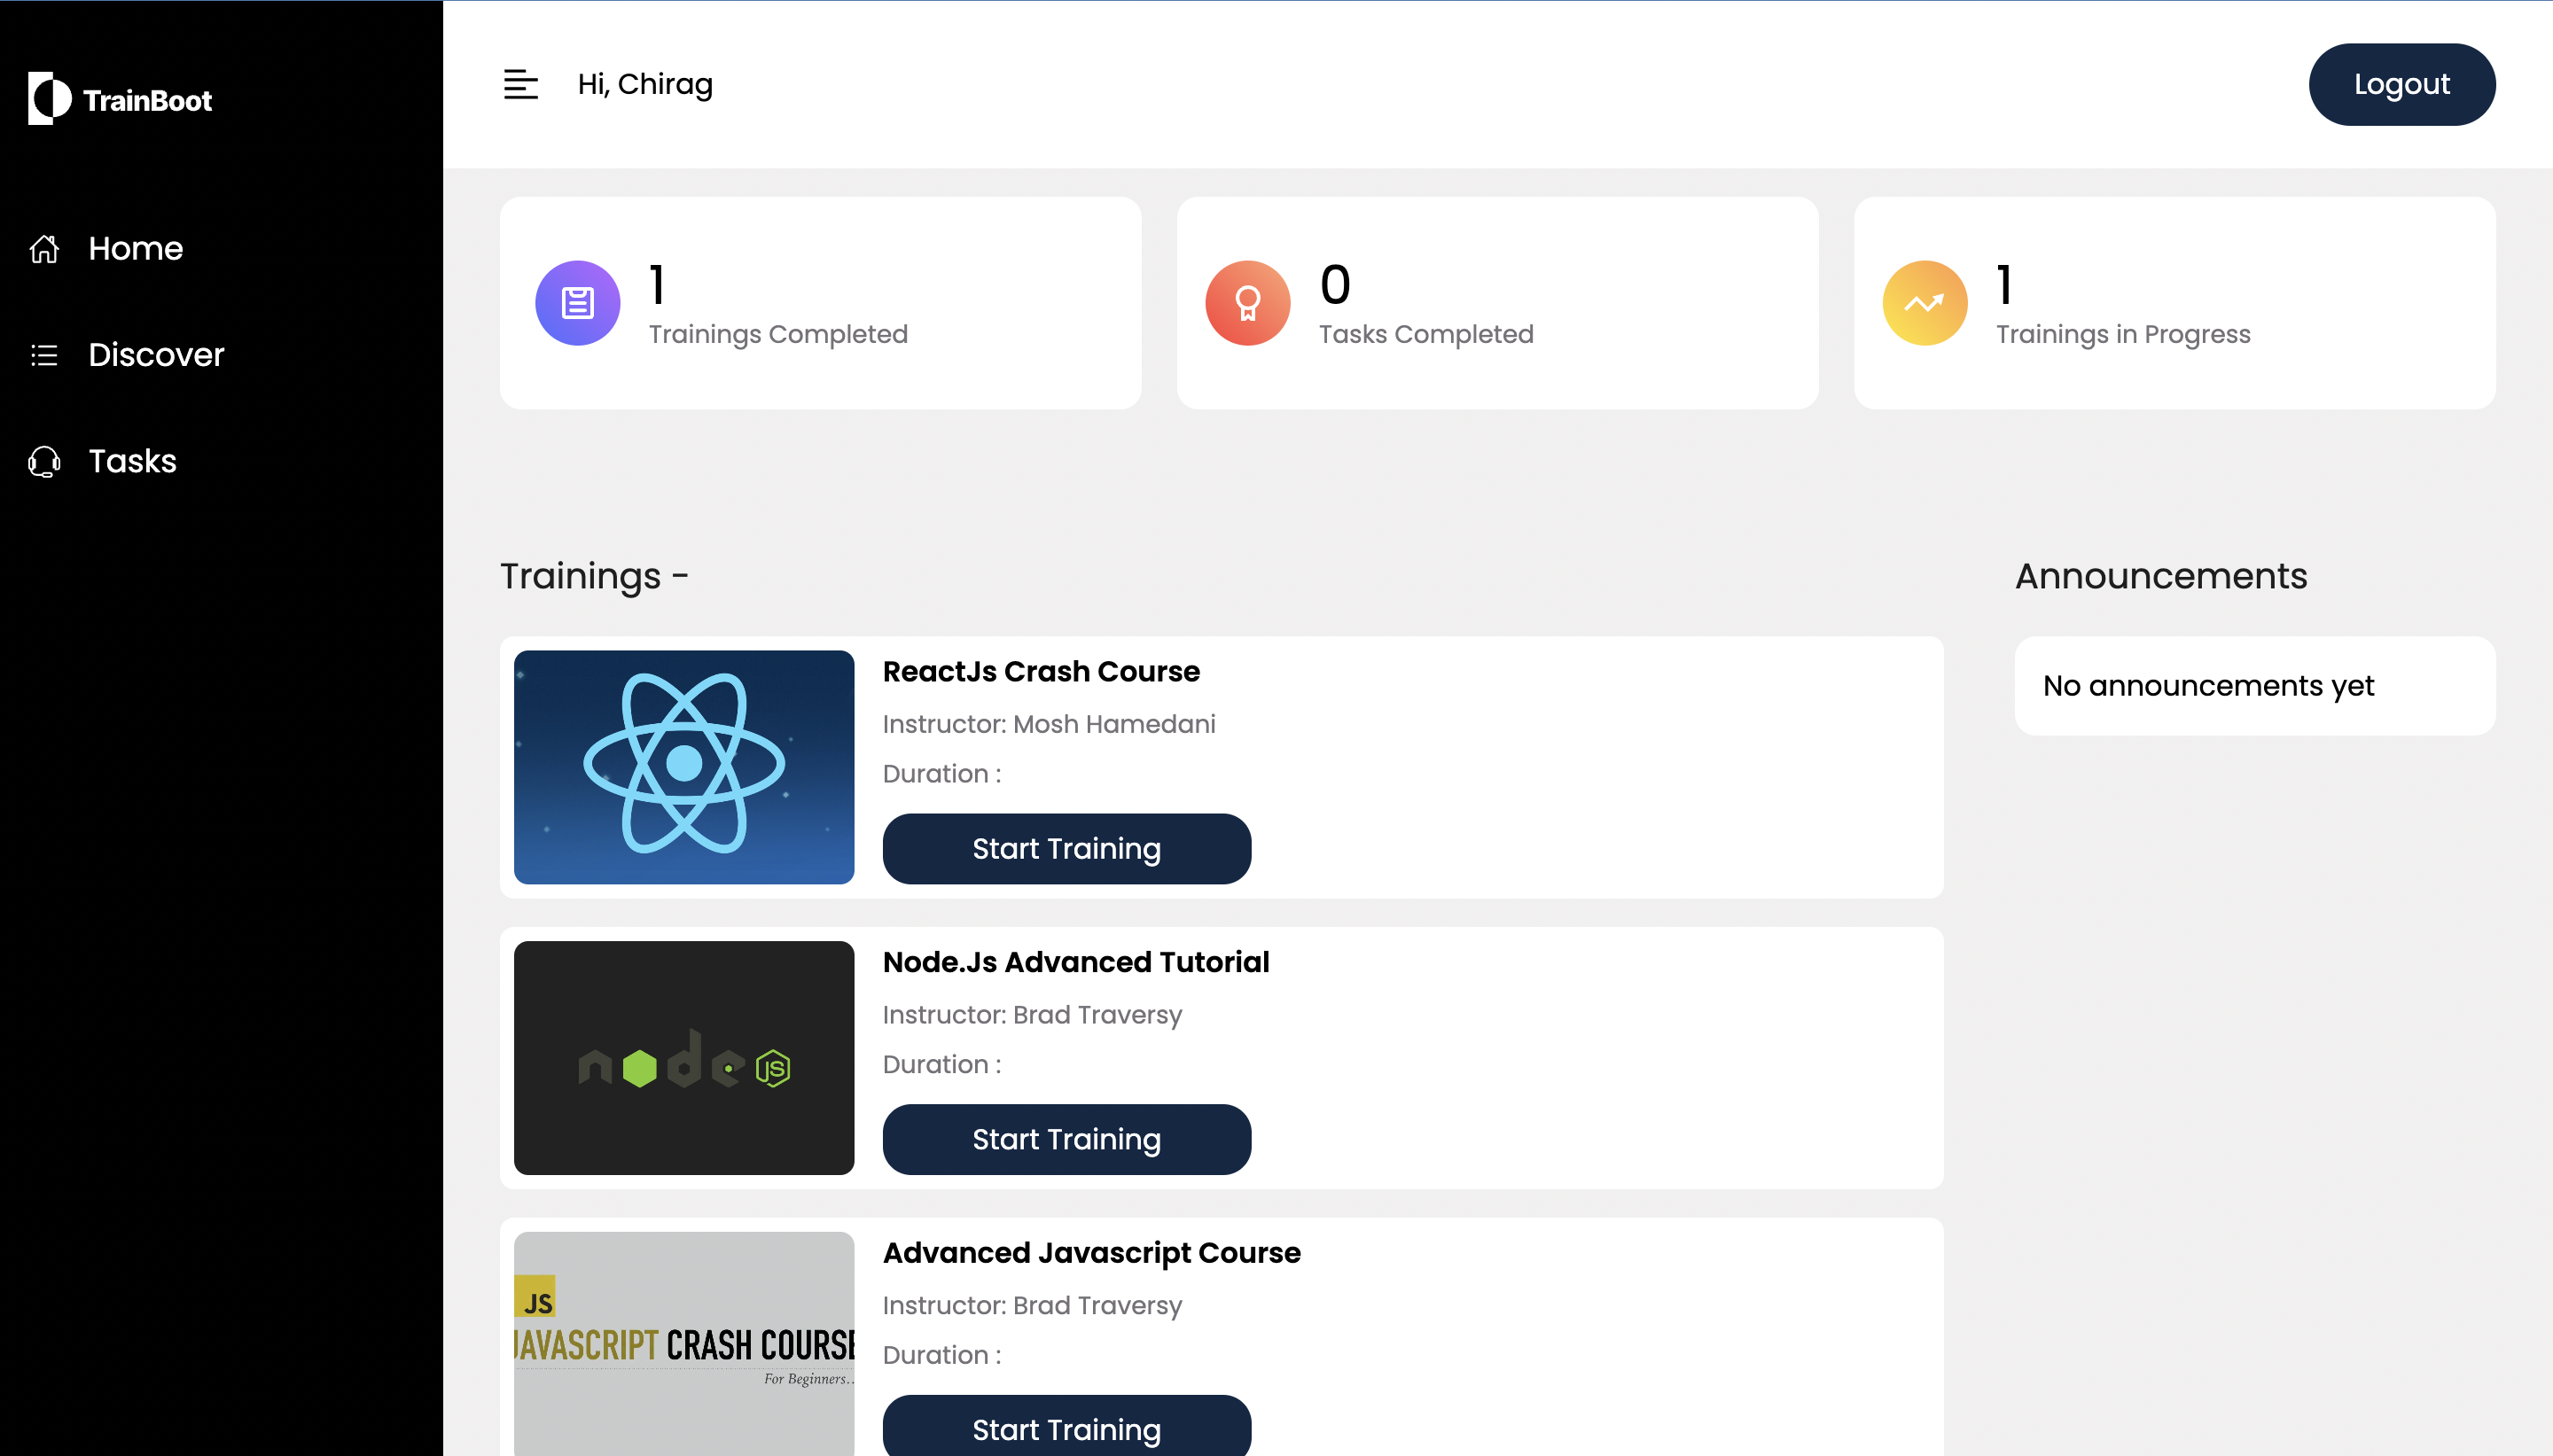 TrainBoot
Home
Discover
Tasks
Hi, Chirag
Logout
1
Trainings Completed
0
Tasks Completed
1
Trainings in Progress
Trainings -
ReactJs Crash Course
Instructor: Mosh Hamedani
Duration :
Start Training
node JS
Node.Js Advanced Tutorial
Instructor: Brad Traversy
Duration :
Start Training
JS
JAVASCRIPT CRASH COURSE
For Beginners..
Advanced Javascript Course
Instructor: Brad Traversy
Duration :
Start Training
Announcements
No announcements yet